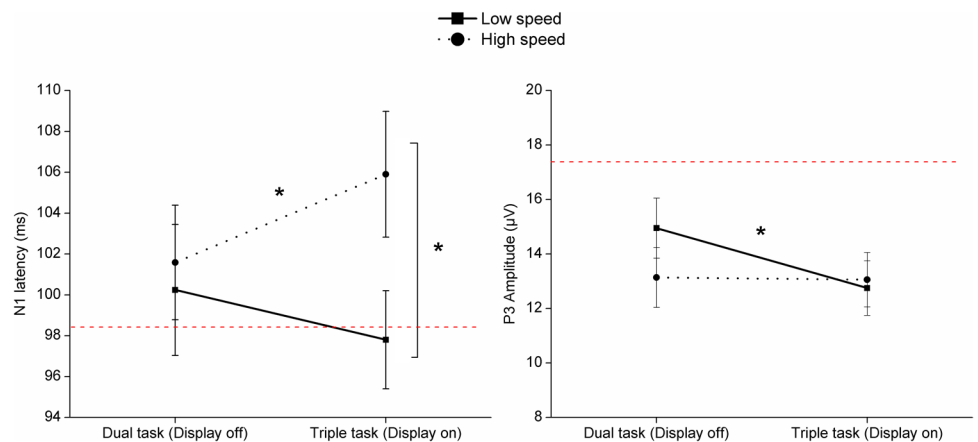 Low speed
High speed
110
108
106
104
102
100
98
96
94
N1 latency (ms)
*
*
Dual task (Display off)
Triple task (Display on)
20
18
16
14
12
10
8
P3 Amplitude (µV)
*
Dual task (Display off)
Triple task (Display on)